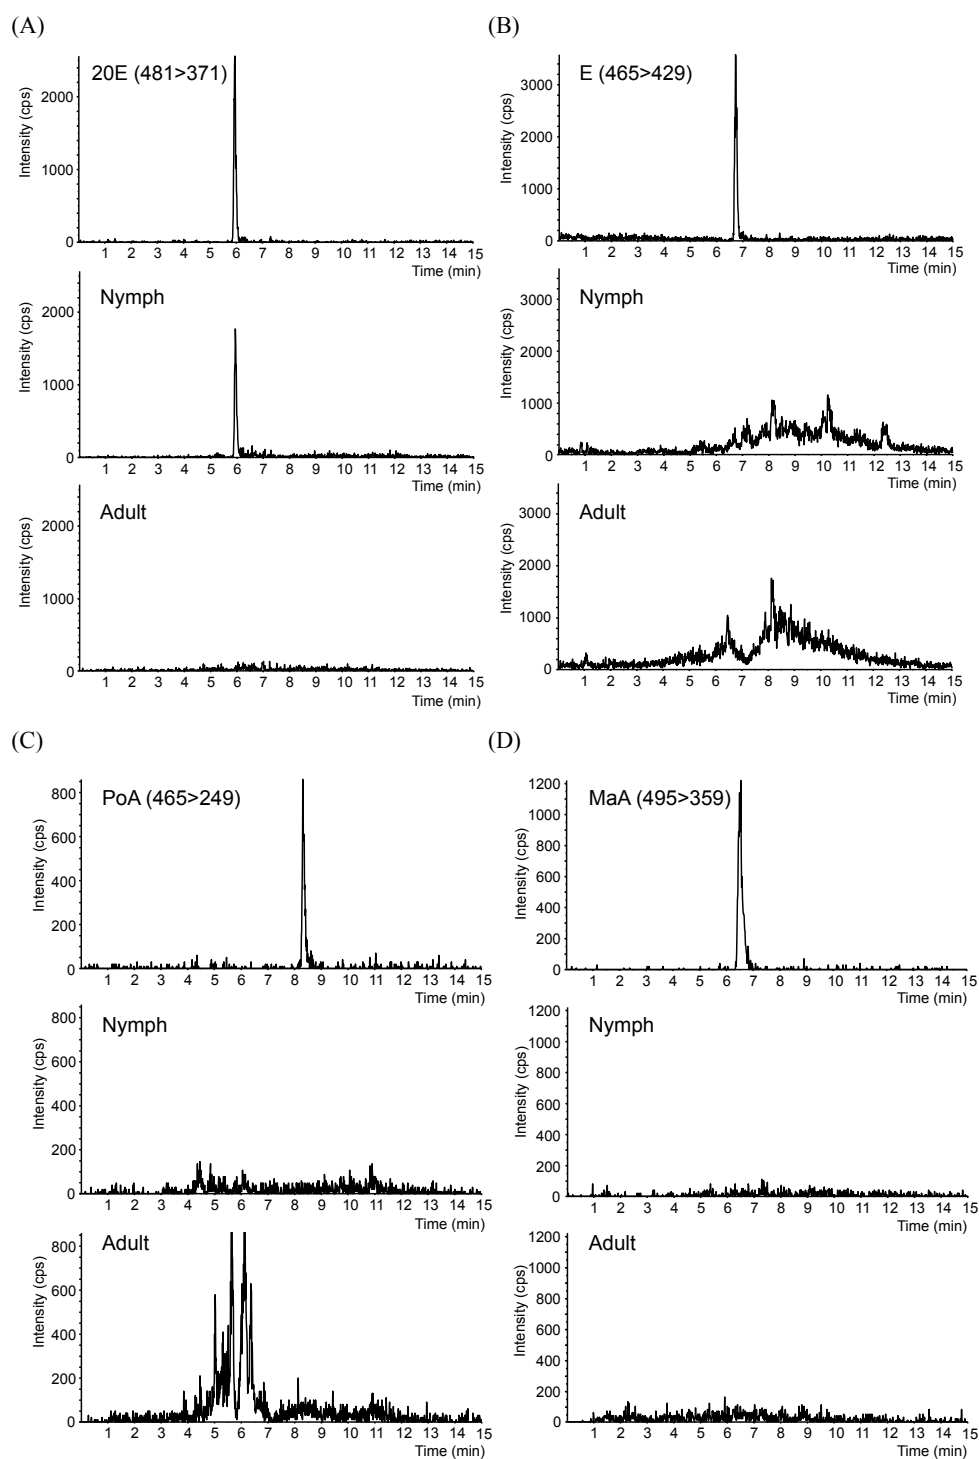 (A)
20E (481>371)
Intensity (cps)
2000
1000
0
1 2 3 4 5 6 7 8 9 10 11 12 13 14 15
Time (min)
Nymph
Intensity (cps)
2000
1000
0
1 2 3 4 5 6 7 8 9 10 11 12 13 14 15
Time (min)
Adult
Intensity (cps)
2000
1000
0
1 2 3 4 5 6 7 8 9 10 11 12 13 14 15
Time (min)
(B)
E (465>429)
Intensity (cps)
3000
2000
1000
0
1 2 3 4 5 6 7 8 9 10 11 12 13 14 15
Time (min)
Nymph
Intensity (cps)
3000
2000
1000
0
1 2 3 4 5 6 7 8 9 10 11 12 13 14 15
Time (min)
Adult
Intensity (cps)
3000
2000
1000
0
1 2 3 4 5 6 7 8 9 10 11 12 13 14 15
Time (min)
(C)
PoA (465>249)
Intensity (cps)
800
600
400
200
0
1 2 3 4 5 6 7 8 9 10 11 12 13 14 15
Time (min)
Nymph
Intensity (cps)
800
600
400
200
0
1 2 3 4 5 6 7 8 9 10 11 12 13 14 15
Time (min)
Adult
Intensity (cps)
800
600
400
200
0
1 2 3 4 5 6 7 8 9 10 11 12 13 14 15
Time (min)
(D)
MaA (495>359)
Intensity (cps)
1200
1000
800
600
400
200
0
1 2 3 4 5 6 7 8 9 10 11 12 13 14 15
Time (min)
Nymph
Intensity (cps)
1200
1000
800
600
400
200
0
1 2 3 4 5 6 7 8 9 10 11 12 13 14 15
Time (min)
Adult
Intensity (cps)
1200
1000
800
600
400
200
0
1 2 3 4 5 6 7 8 9 10 11 12 13 14 15
Time (min)